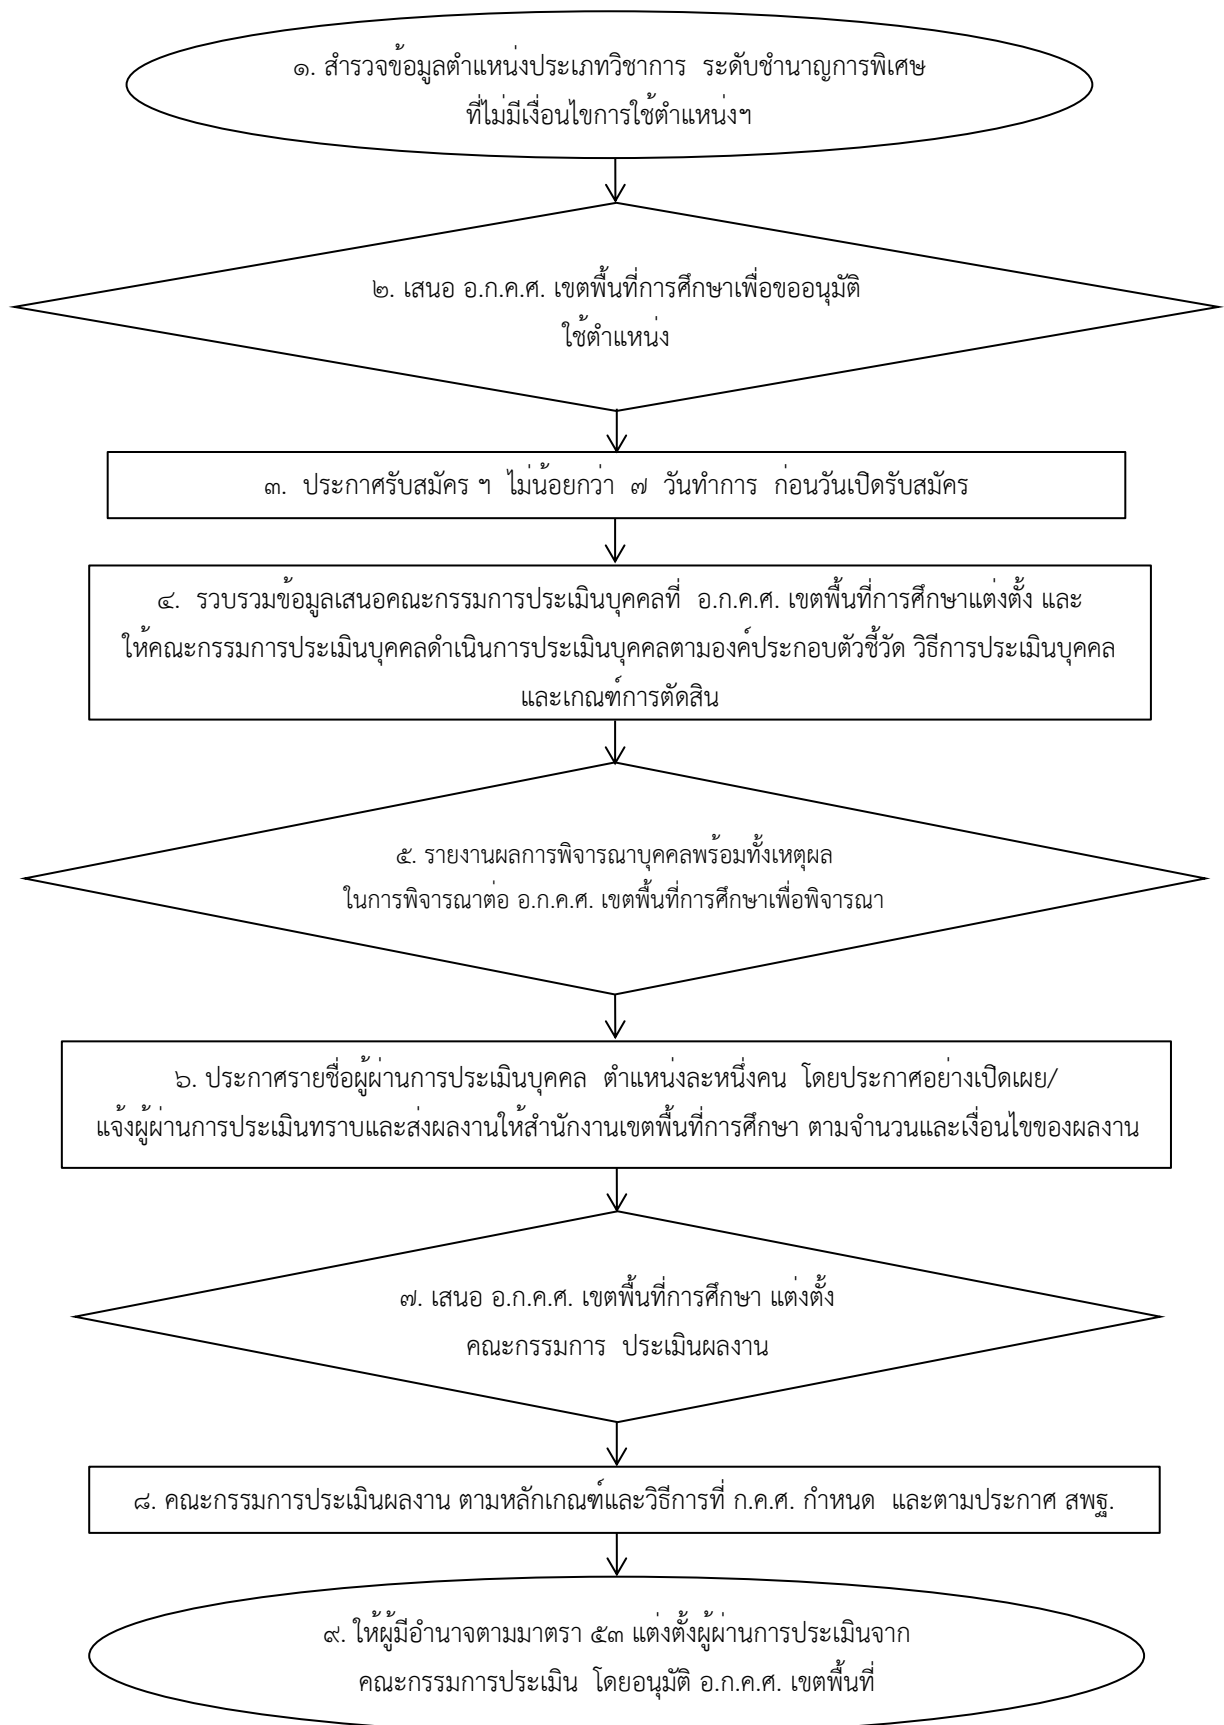 ๑. สำรวจข้อมูลตำแหน่งประเภทวิชาการ ระดับชำนาญการพิเศษ
ที่ไม่มีเงื่อนไขการใช้ตำแหน่งฯ
๒. เสนอ อ.ก.ค.ศ. เขตพื้นที่การศึกษาเพื่อขออนุมัติ
ใช้ตำแหน่ง
๓. ประกาศรับสมัคร ฯ ไม่น้อยกว่า ๗ วันทำการ ก่อนวันเปิดรับสมัคร
๔. รวบรวมข้อมูลเสนอคณะกรรมการประเมินบุคคลที่ อ.ก.ค.ศ. เขตพื้นที่การศึกษาแต่งตั้ง และ
ให้คณะกรรมการประเมินบุคคลดำเนินการประเมินบุคคลตามองค์ประกอบตัวชี้วัด วิธีการประเมินบุคคล
และเกณฑ์การตัดสิน
๕. รายงานผลการพิจารณาบุคคลพร้อมทั้งเหตุผล
ในการพิจารณาต่อ อ.ก.ค.ศ. เขตพื้นที่การศึกษาเพื่อพิจารณา
๖. ประกาศรายชื่อผู้ผ่านการประเมินบุคคล ตำแหน่งละหนึ่งคน โดยประกาศอย่างเปิดเผย/
แจ้งผู้ผ่านการประเมินทราบและส่งผลงานให้สำนักงานเขตพื้นที่การศึกษา ตามจำนวนและเงื่อนไขของผลงาน
๗. เสนอ อ.ก.ค.ศ. เขตพื้นที่การศึกษา แต่งตั้ง
คณะกรรมการ ประเมินผลงาน
๘. คณะกรรมการประเมินผลงาน ตามหลักเกณฑ์และวิธีการที่ ก.ค.ศ. กำหนด และตามประกาศ สพฐ.
๙. ให้ผู้มีอำนาจตามมาตรา ๕๓ แต่งตั้งผู้ผ่านการประเมินจาก
คณะกรรมการประเมิน โดยอนุมัติ อ.ก.ค.ศ. เขตพื้นที่